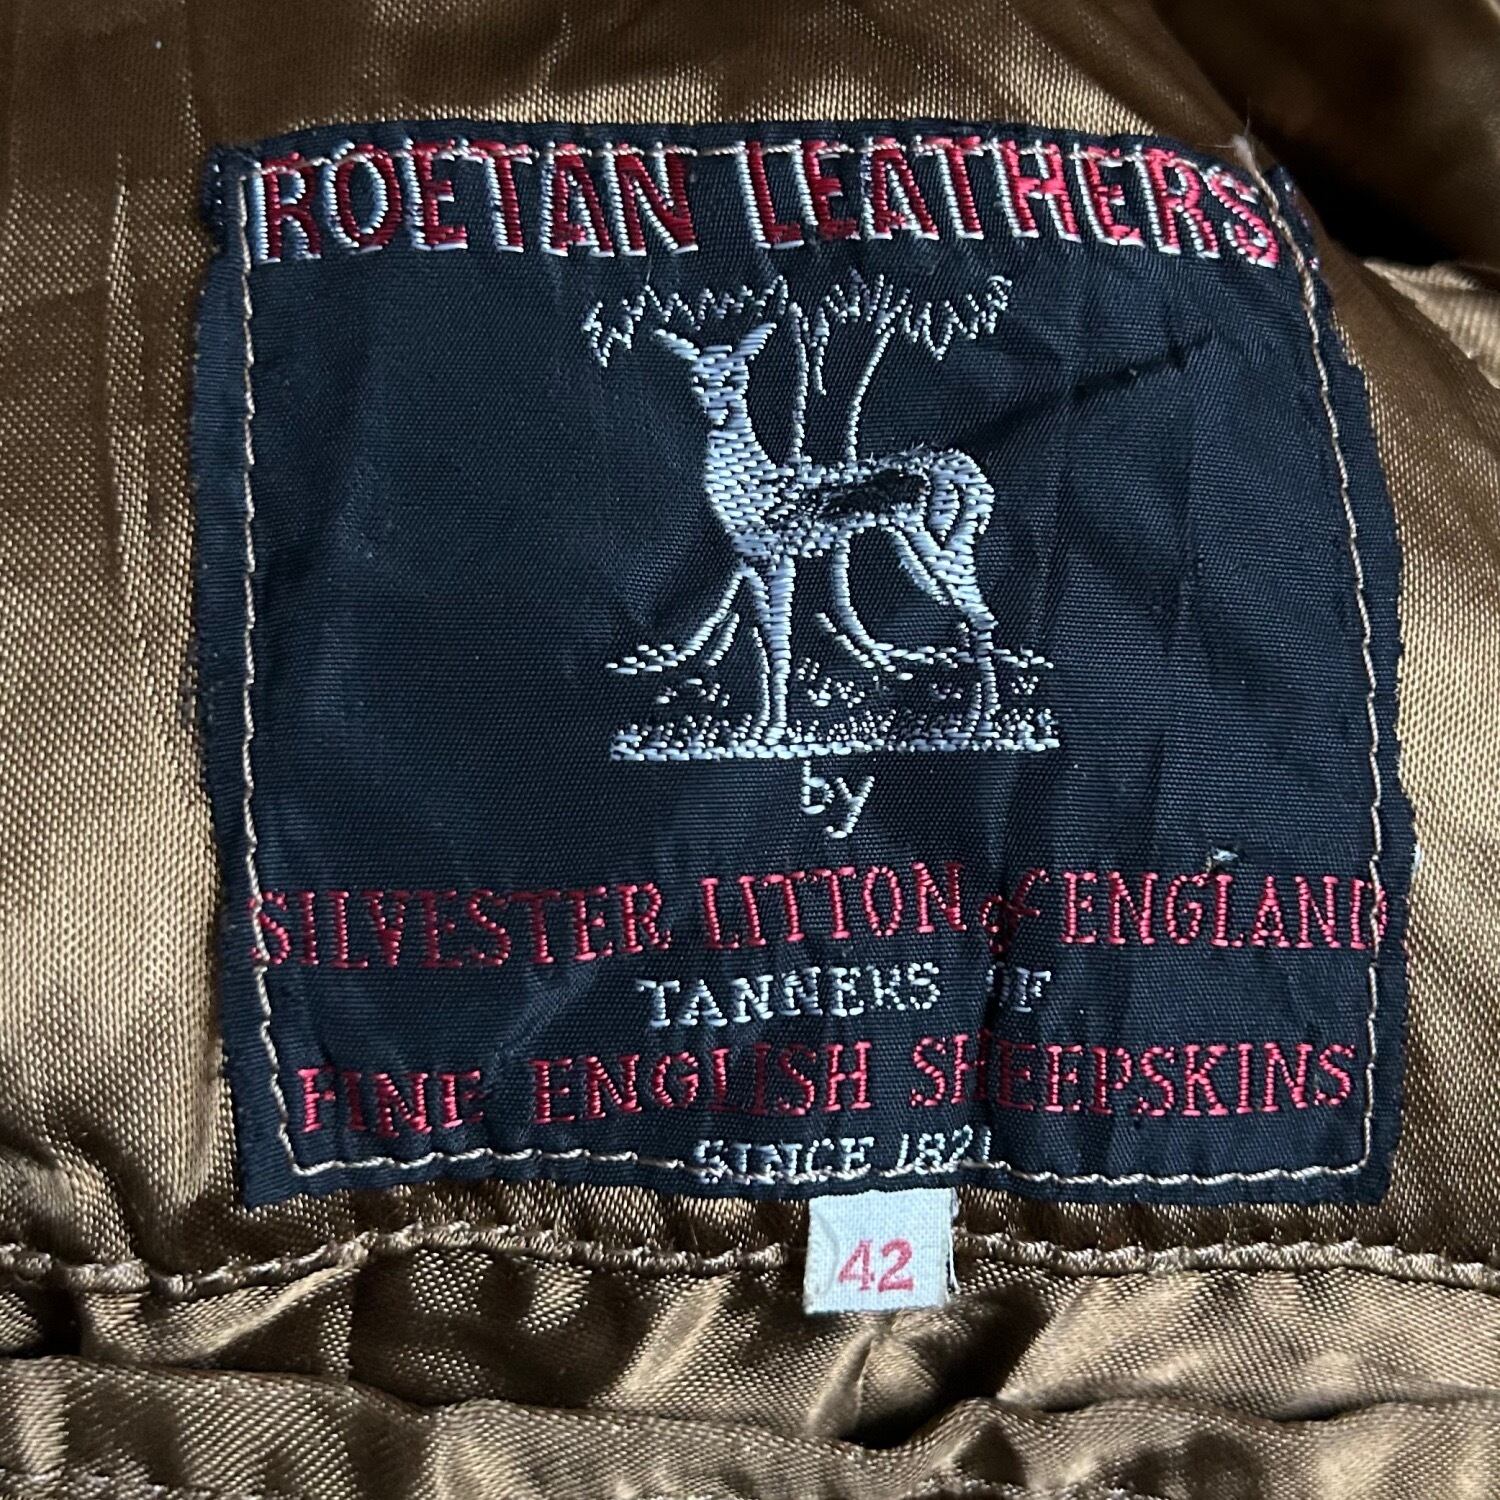 ROETAN LEATHERS
by
SILVESTER LITTON of ENGLAND
TANNERS OF
FINE ENGLISH SHEEPSKINS
SINCE 1821
42